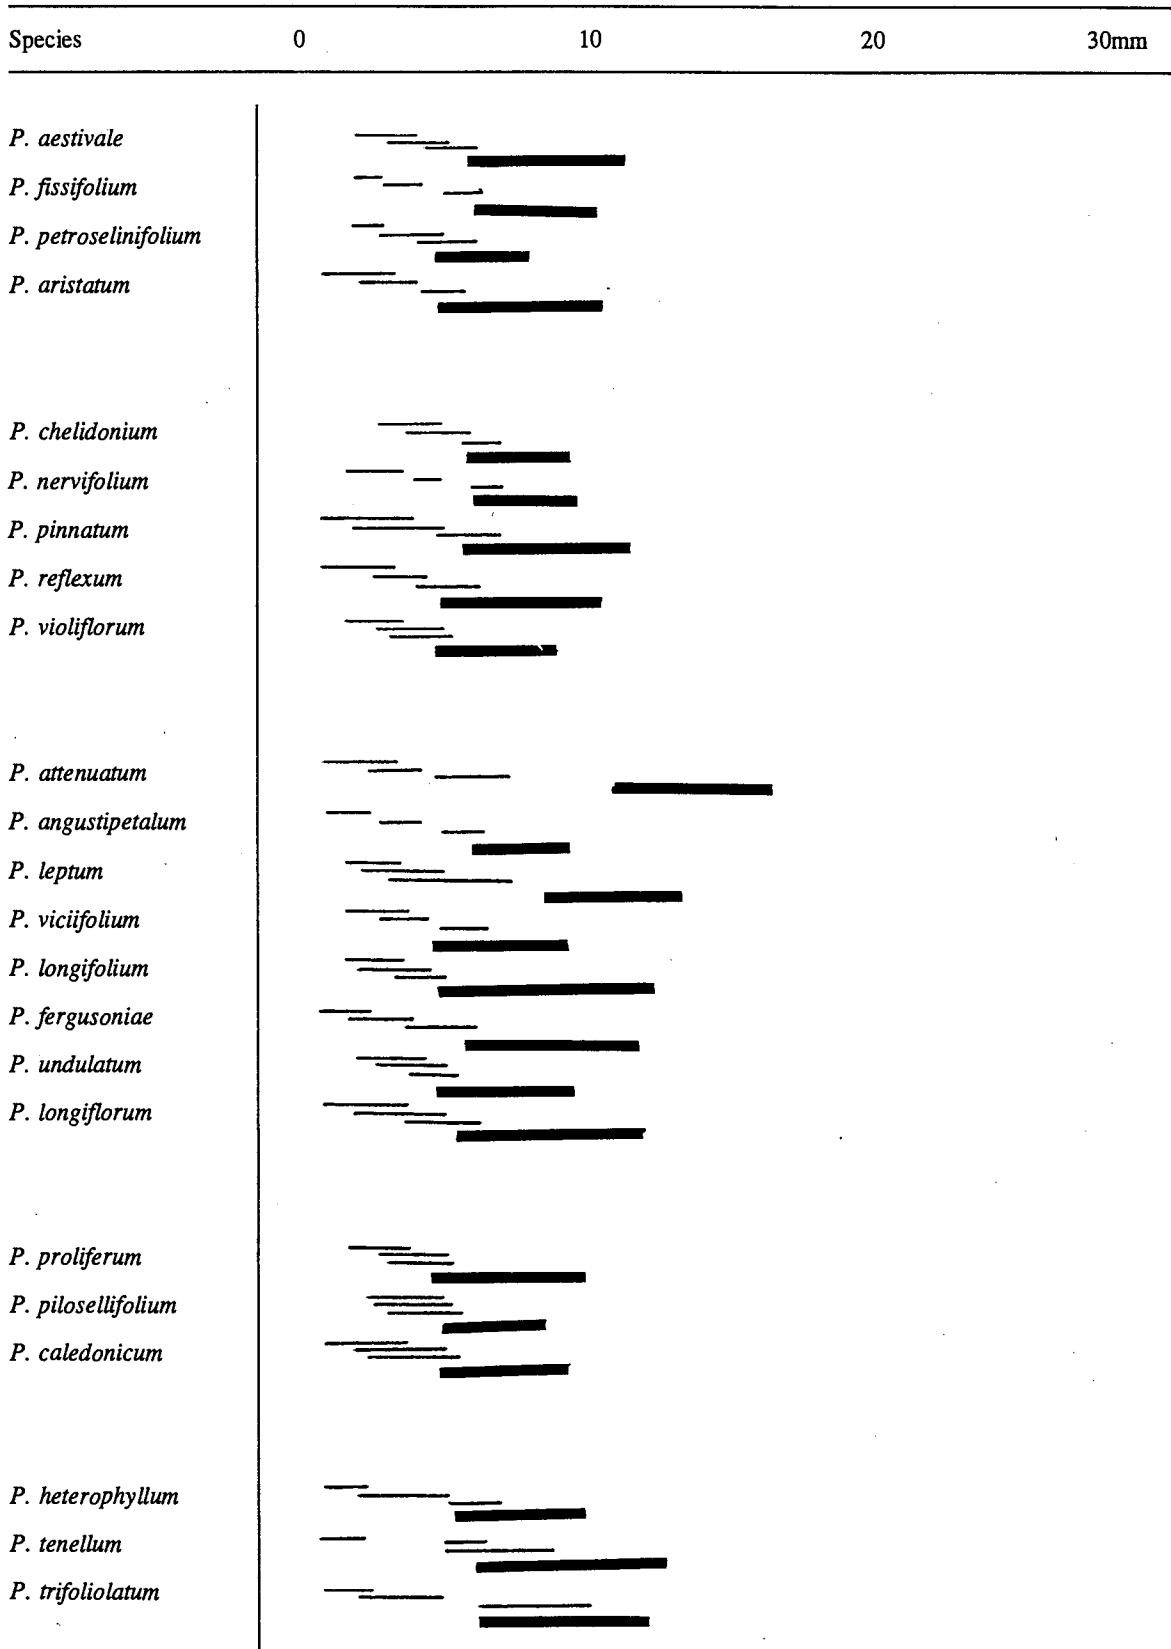 Species 0 10 20 30mm
P. aestivale
P. fissifolium
P. petroselinifolium
P. aristatum
P. chelidonium
P. nervifolium
P. pinnatum
P. reflexum
P. violiflorum
P. attenuatum
P. angustipetalum
P. leptum
P. viciifolium
P. longifolium
P. fergusoniae
P. undulatum
P. longiflorum
P. proliferum
P. pilosellifolium
P. caledonicum
P. heterophyllum
P. tenellum
P. trifoliolatum